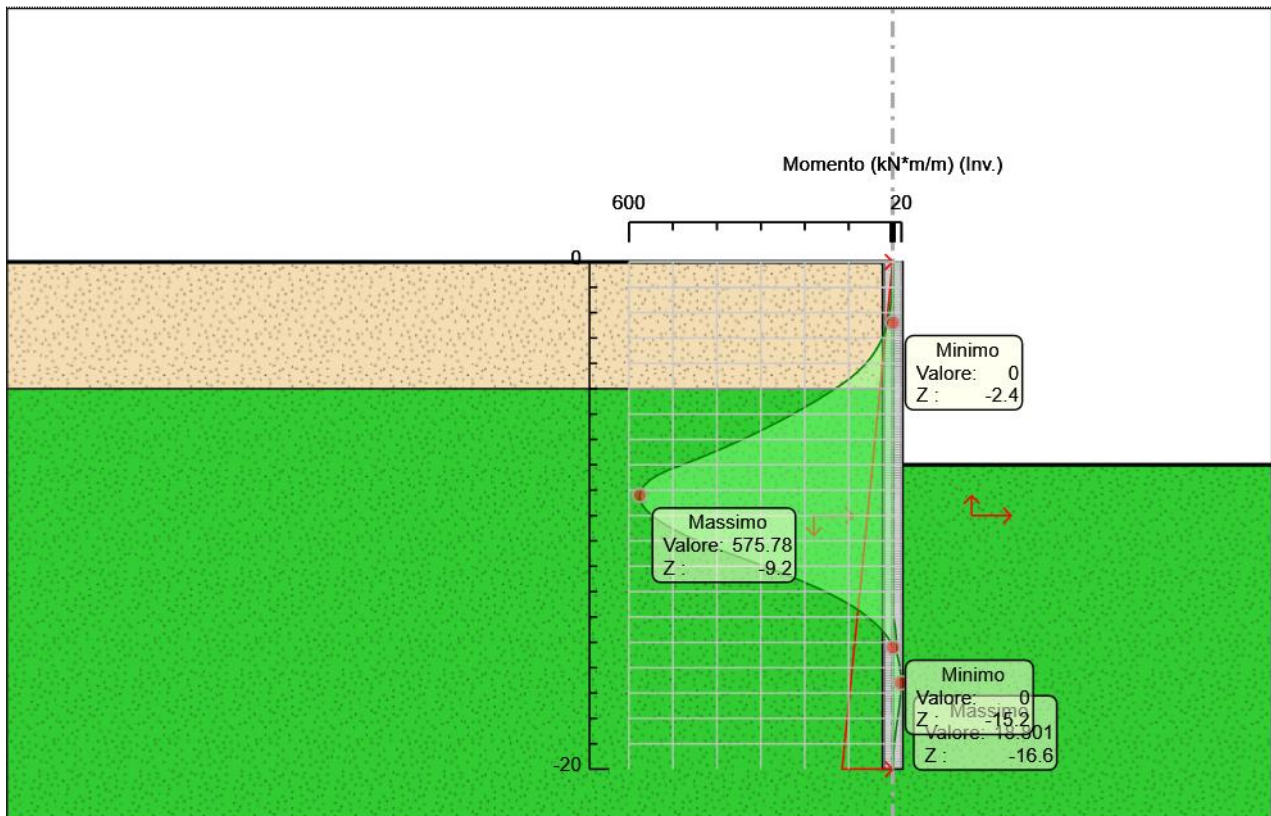 Momento (kN*m/m) (Inv.)
600 20
0
Minimo
Valore: 0
Z : -2.4
Massimo
Valore: 575.78
Z : -9.2
Minimo
Valore: 0
Z : -15.2
Massimo
Valore:
Z : -16.6
-20